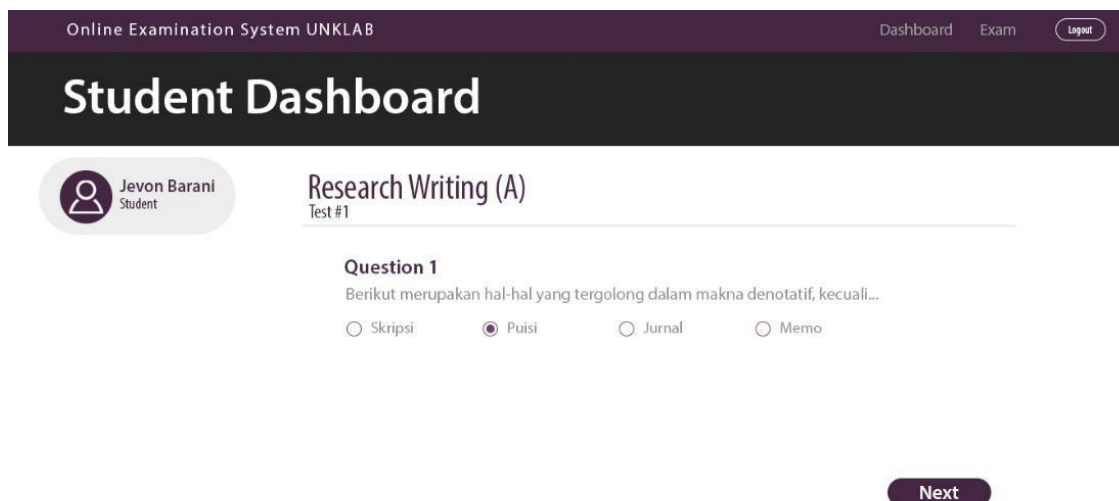 Online Examination System UNKLAB Dashboard Exam Logout
Student Dashboard
Jevon Barani
Student
Research Writing (A)
Test #1
Question 1
Berikut merupakan hal-hal yang tergolong dalam makna denotatif, kecuali...
Skripsi Puisi Jurnal Memo
Next